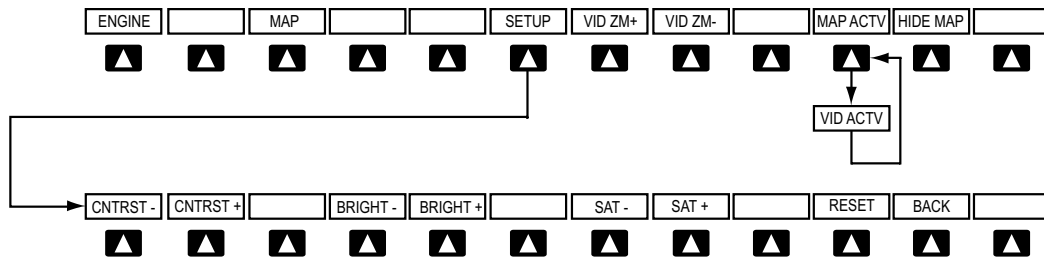 ENGINE MAP SETUP VID ZM+ VID ZM- MAP ACTV HIDE MAP
VID ACTV
CNTRST - CNTRST + BRIGHT - BRIGHT + SAT - SAT + RESET BACK